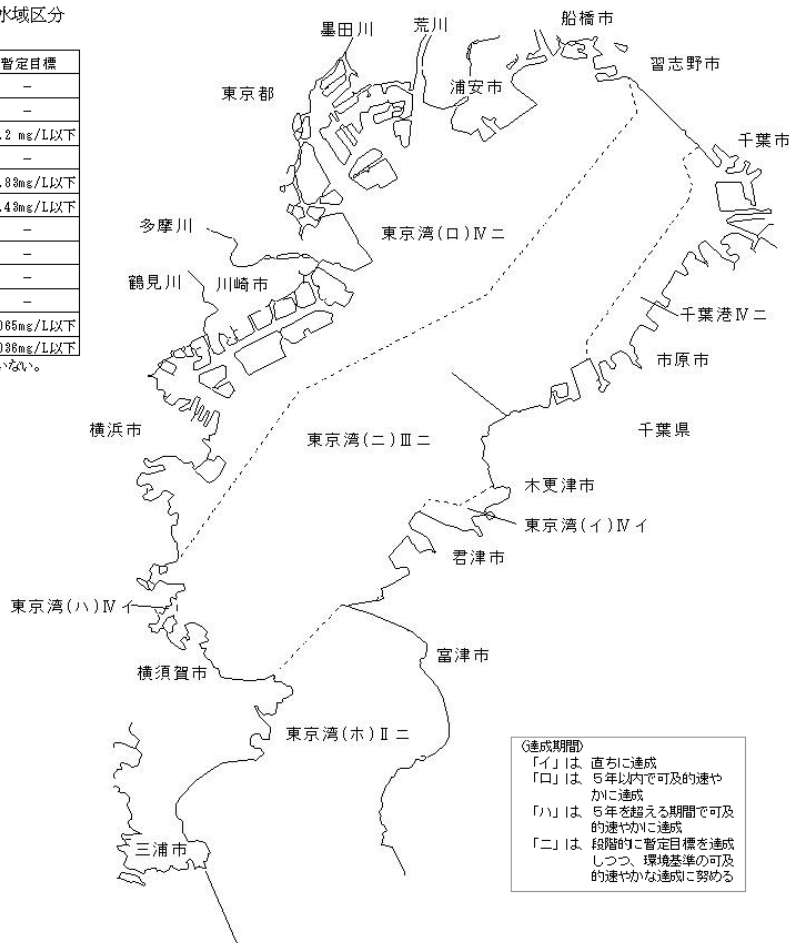 水域区分
暫定目標
−
−
.2 mg/L以下
−
.83mg/L以下
.43mg/L以下
−
−
−
−
065mg/L以下
036mg/L以下
いない。
船橋市
墨田川
荒川
習志野市
東京都
浦安市
千葉市
多摩川
東京湾(ロ)Ⅳニ
鶴見川
川崎市
千葉港Ⅳニ
市原市
横浜市
東京湾(ニ)Ⅲニ
千葉県
木更津市
東京湾(イ)Ⅳイ
君津市
東京湾(ハ)Ⅳイ
富津市
横須賀市
東京湾(ホ)Ⅱニ
三浦市
(達成期間)
「イ」は、直ちに達成
「ロ」は、５年以内で可及的速や
かに達成
「ハ」は、５年を超える期間で可及
的速やかに達成
「ニ」は、段階的に暫定目標を達成
しつつ、環境基準の可及
的速やかな達成に努める